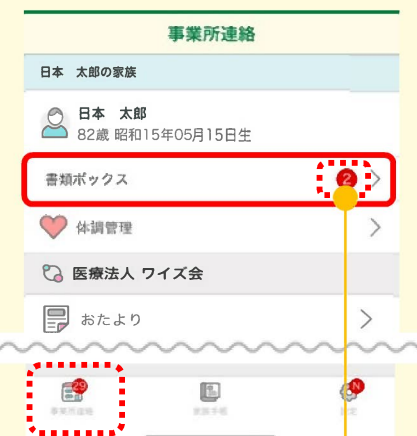 事業所連絡
日本 太郎の家族
日本 太郎
82歳 昭和15年05月15日生
書類ボックス 2
体調管理
医療法人 ワイズ会
おたより
29 N
事業所連絡 家族手帳 設定